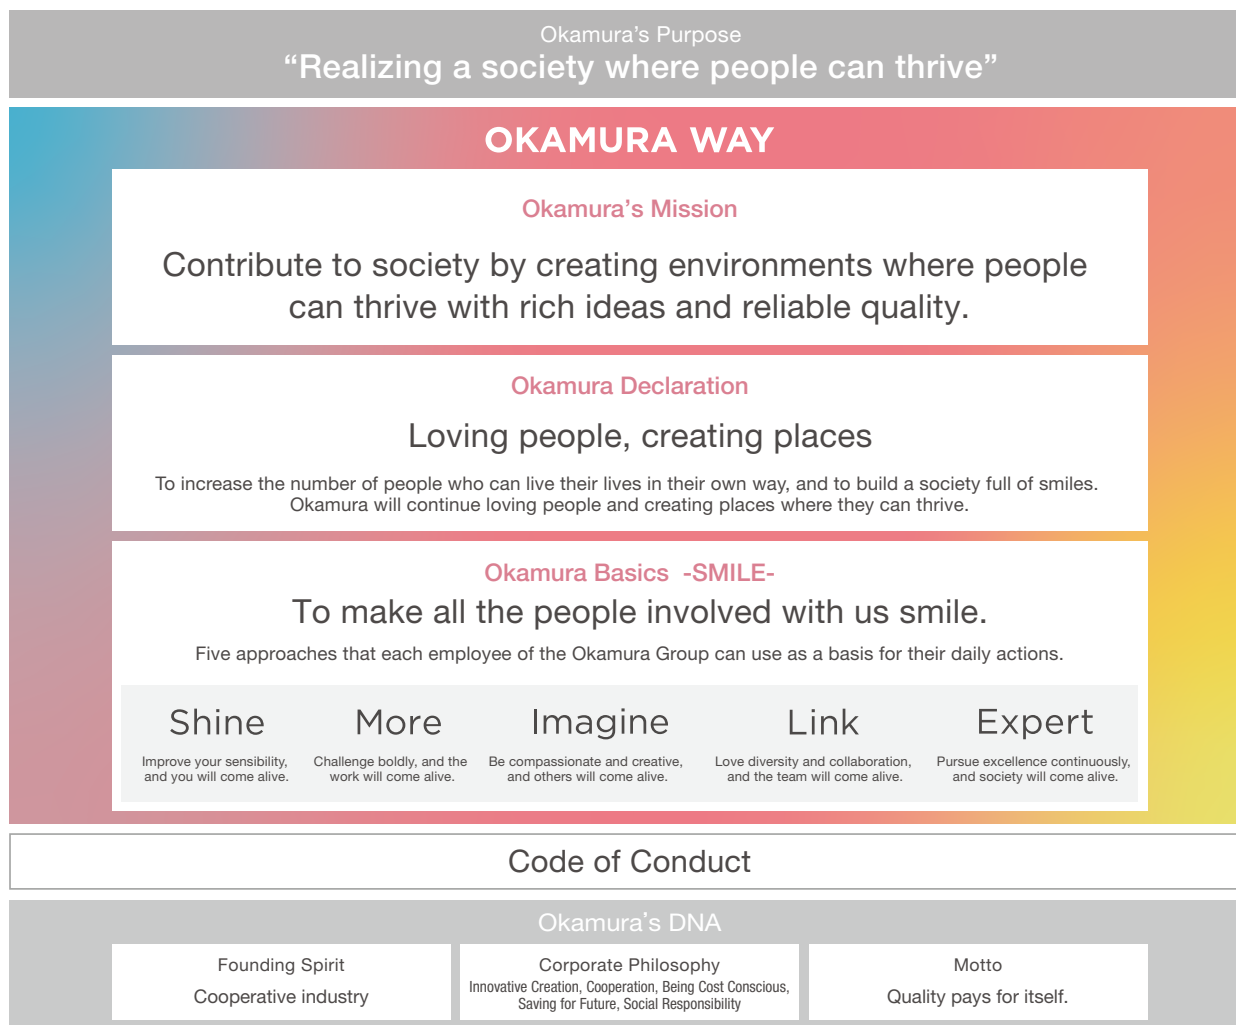 Okamura’s Purpose
“Realizing a society where people can thrive”
OKAMURA WAY
Okamura’s Mission
Contribute to society by creating environments where people
can thrive with rich ideas and reliable quality.
Okamura Declaration
Loving people, creating places
To increase the number of people who can live their lives in their own way, and to build a society full of smiles.
Okamura will continue loving people and creating places where they can thrive.
Okamura Basics -SMILE-
To make all the people involved with us smile.
Five approaches that each employee of the Okamura Group can use as a basis for their daily actions.
Shine
Improve your sensibility,
and you will come alive.
More
Challenge boldly, and the
work will come alive.
Imagine
Be compassionate and creative,
and others will come alive.
Link
Love diversity and collaboration,
and the team will come alive.
Expert
Pursue excellence continuously,
and society will come alive.
Code of Conduct
Okamura’s DNA
Founding Spirit
Cooperative industry
Corporate Philosophy
Innovative Creation, Cooperation, Being Cost Conscious,
Saving for Future, Social Responsibility
Motto
Quality pays for itself.